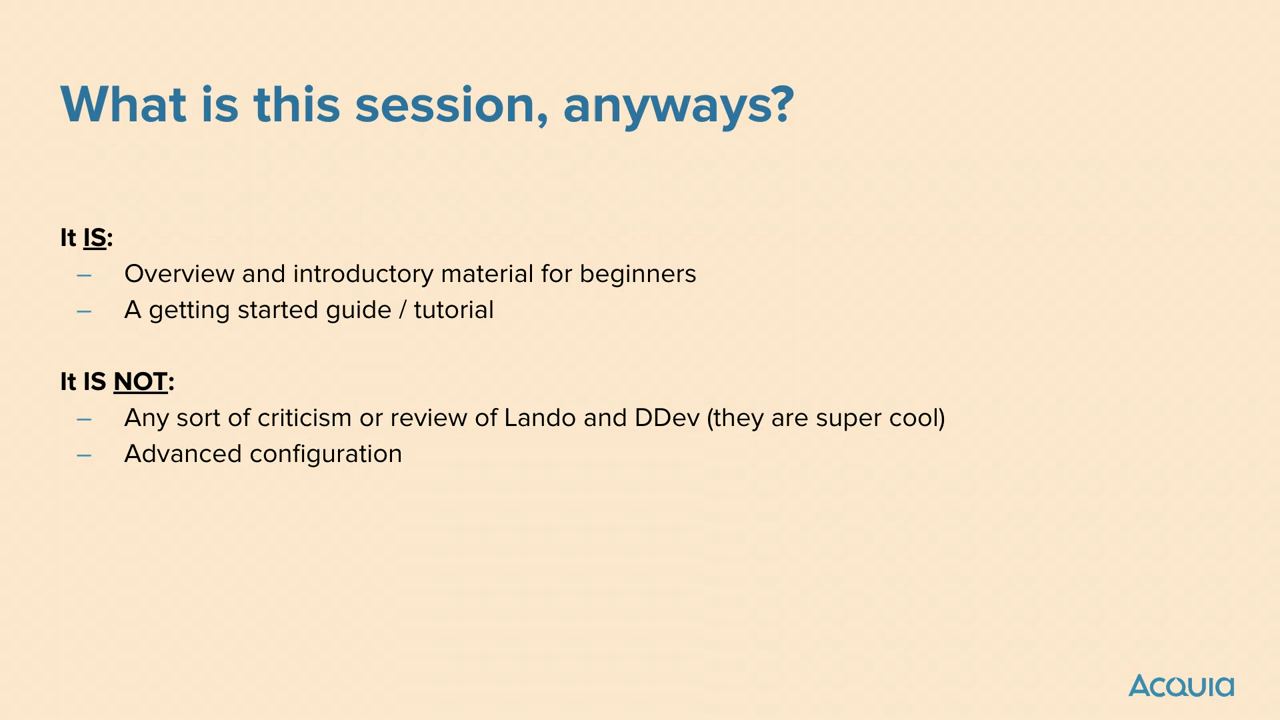 What is this session, anyways?
It IS:
– Overview and introductory material for beginners
– A getting started guide / tutorial
It IS NOT:
– Any sort of criticism or review of Lando and DDev (they are super cool)
– Advanced configuration
Acquia